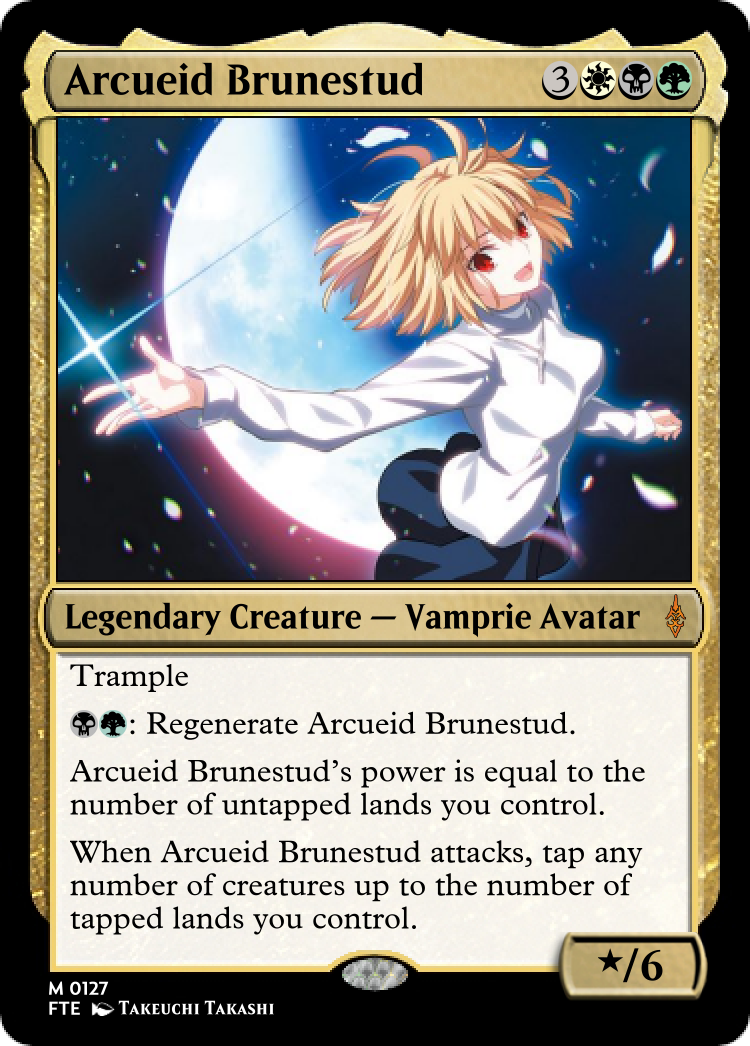 Arcueid Brunestud 3
Legendary Creature — Vamprie Avatar
Trample
: Regenerate Arcueid Brunestud.
Arcueid Brunestud's power is equal to the
number of untapped lands you control.
When Arcueid Brunestud attacks, tap any
number of creatures up to the number of
tapped lands you control.
★/6
M 0127
FTE Takeuchi Takashi